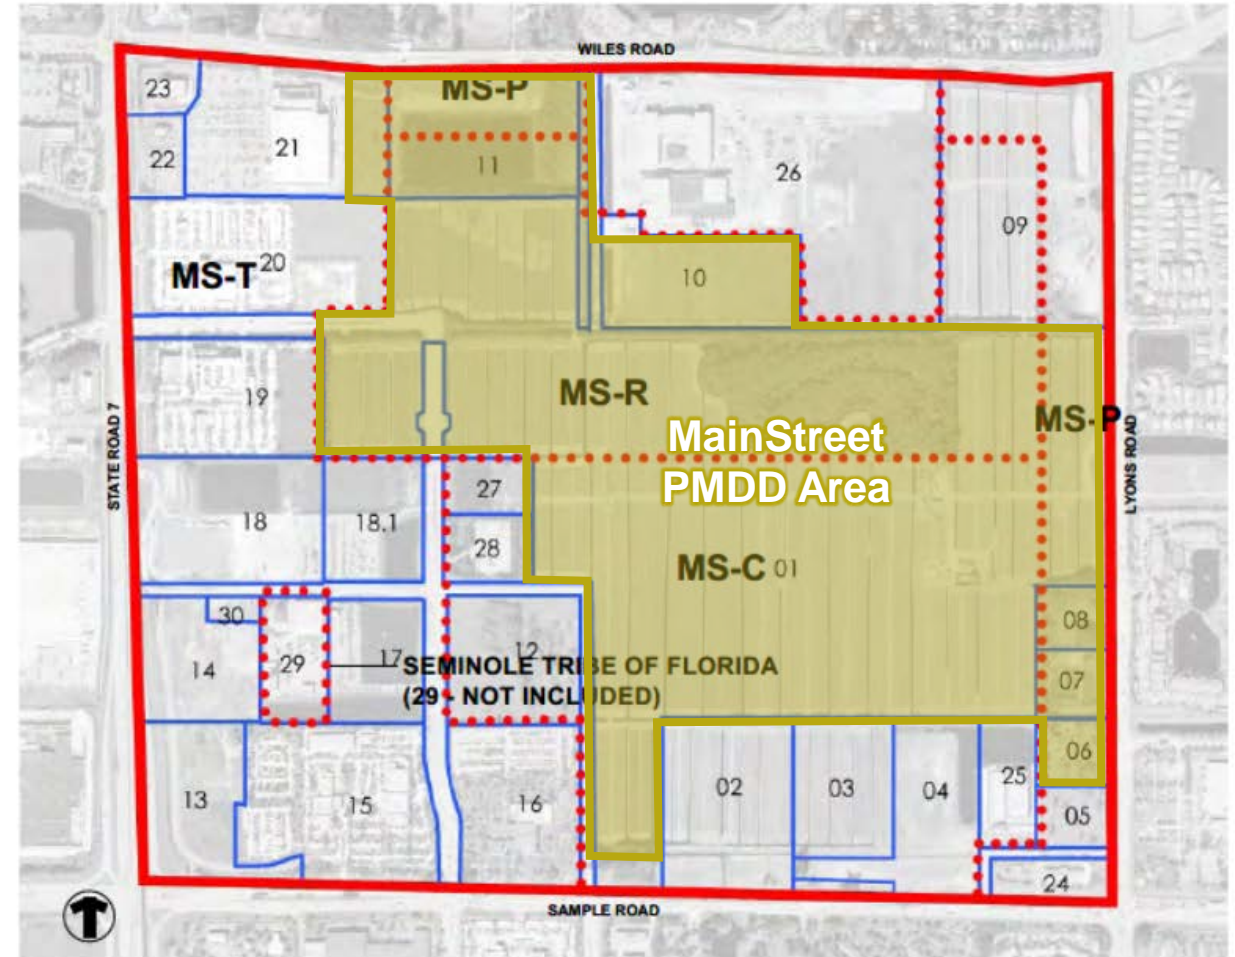 WILES ROAD
23
MS-P
21
22
11
26
09
MS-T 20
10
19
MS-R
MS-P
MainStreet
PMDD Area
STATE ROAD 7
LYONS ROAD
27
18
18.1
28
MS-C 01
30
08
14
29
17
12
SEMINOLE TRIBE OF FLORIDA
(29 - NOT INCLUDED)
07
06
13
15
16
02
03
04
25
05
24
SAMPLE ROAD